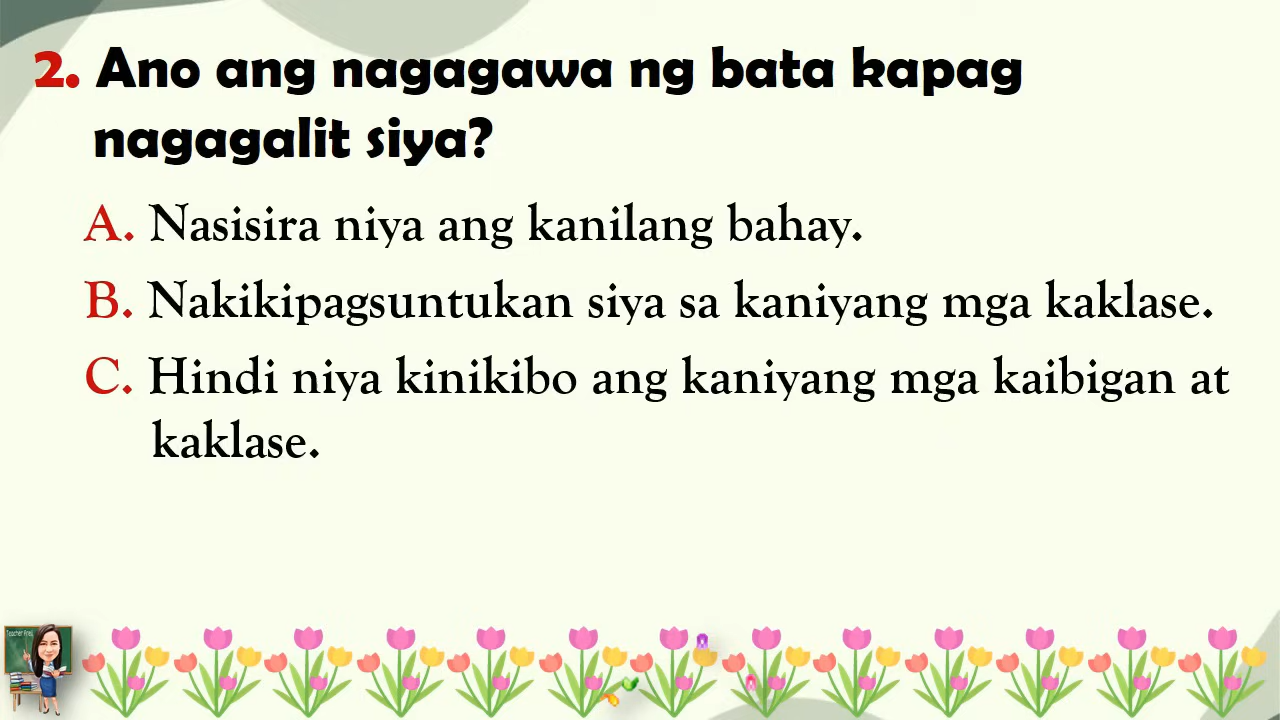 2. Ano ang nagagawa ng bata kapag
nagagalit siya?
A. Nasisira niya ang kanilang bahay.
B. Nakikipagsuntukan siya sa kaniyang mga kaklase.
C. Hindi niya kinikibo ang kaniyang mga kaibigan at
kaklase.